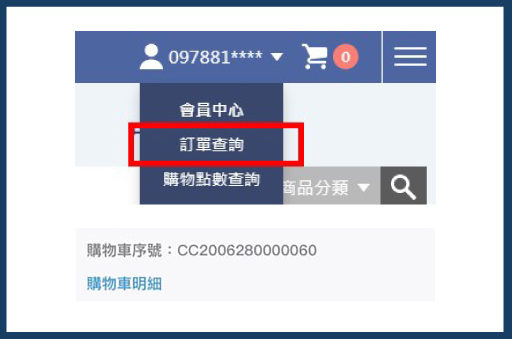 097881**** ▼ 0
會員中心
訂單查詢
購物點數查詢
商品分類 ▼
購物車序號：CC2006280000060
購物車明細